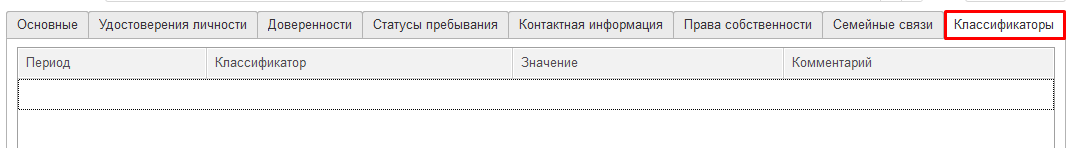 Основные Удостоверения личности Доверенности Статусы пребывания Контактная информация Права собственности Семейные связи Классификаторы
Период Классификатор Значение Комментарий